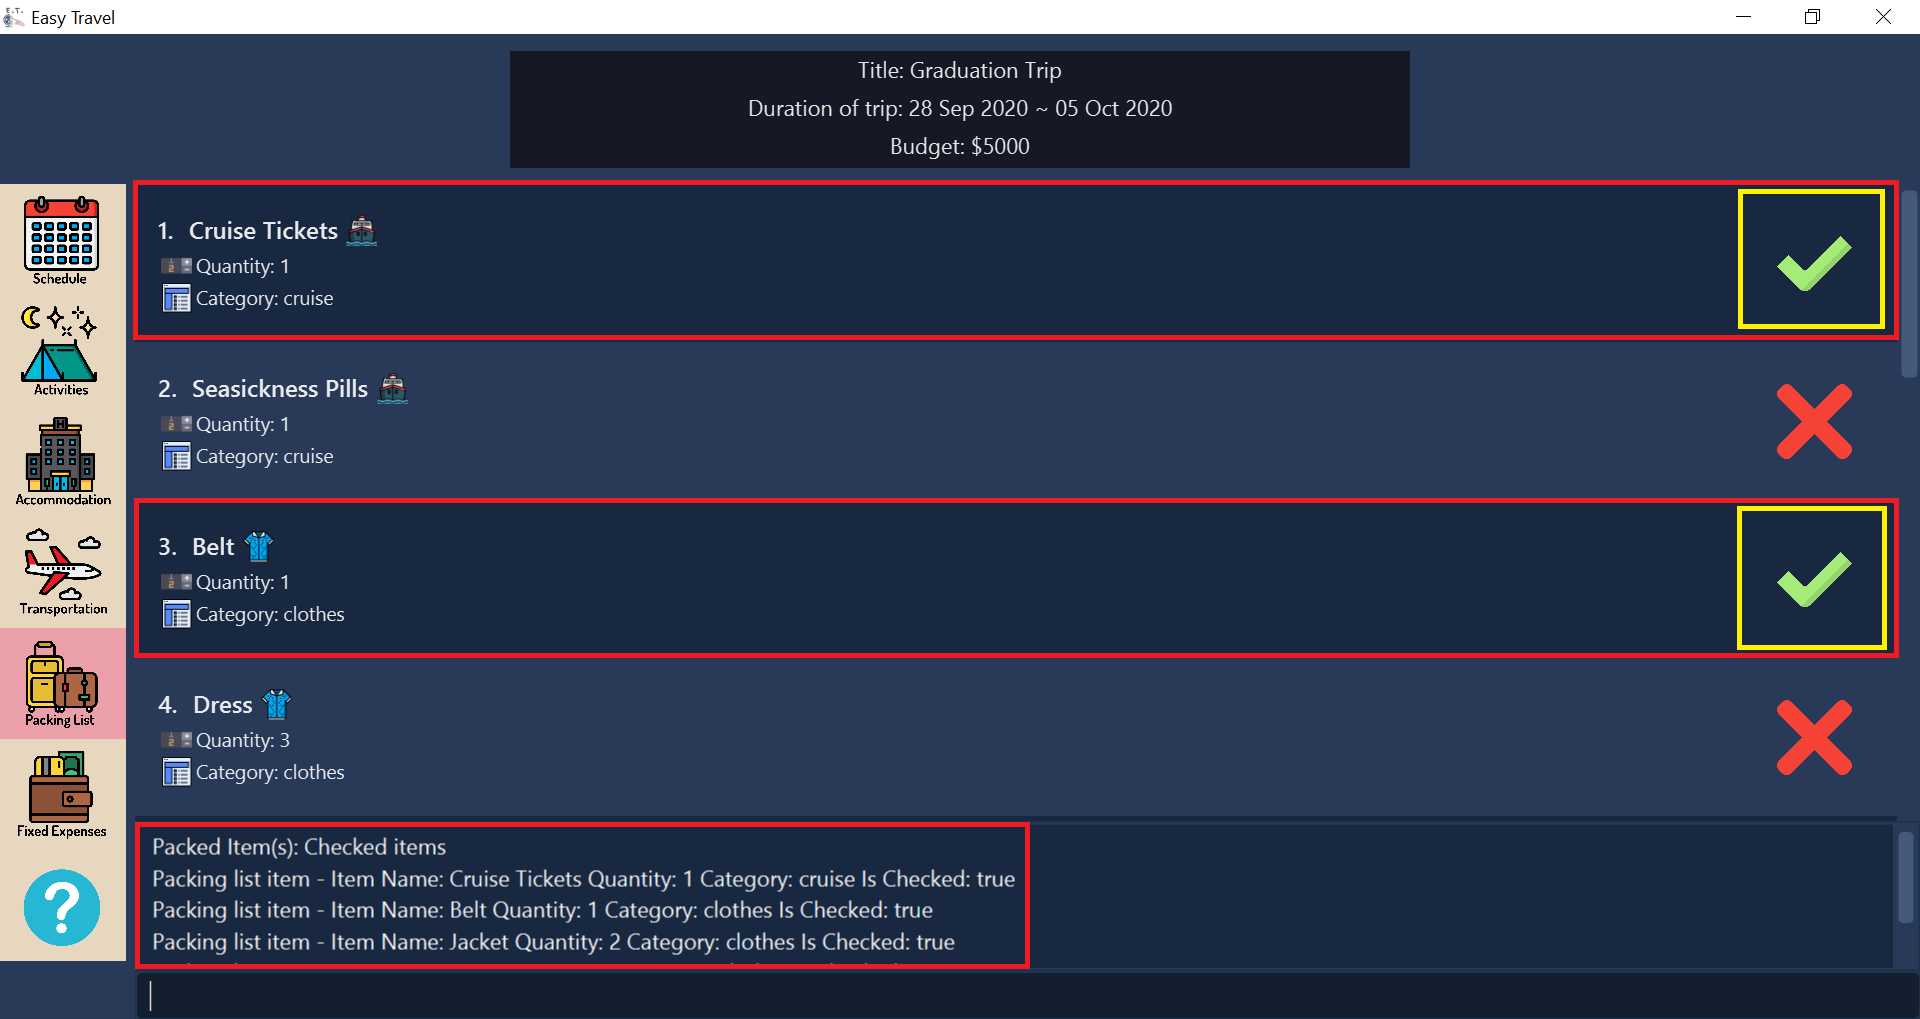 Easy Travel
Title: Graduation Trip
Duration of trip: 28 Sep 2020 ~ 05 Oct 2020
Budget: $5000
Schedule
Activities
Accommodation
Transportation
Packing List
Fixed Expenses
?
1. Cruise Tickets
Quantity: 1
Category: cruise
2. Seasickness Pills
Quantity: 1
Category: cruise
3. Belt
Quantity: 1
Category: clothes
4. Dress
Quantity: 3
Category: clothes
Packed Item(s): Checked items
Packing list item - Item Name: Cruise Tickets Quantity: 1 Category: cruise Is Checked: true
Packing list item - Item Name: Belt Quantity: 1 Category: clothes Is Checked: true
Packing list item - Item Name: Jacket Quantity: 2 Category: clothes Is Checked: true